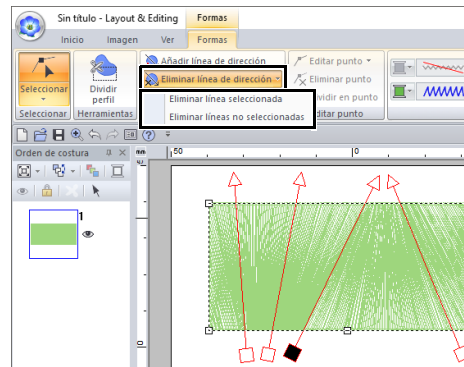 Sin título - Layout & Editing Formas
Inicio Imagen Ver Formas
Añadir línea de dirección
Editar punto
Seleccionar
Dividir perfil
Eliminar línea de dirección
Eliminar punto
Eliminar línea seleccionada
Dividir en punto
Eliminar líneas no seleccionadas
Seleccionar Herramientas
Editar punto
Orden de costura
mm
50
0
1